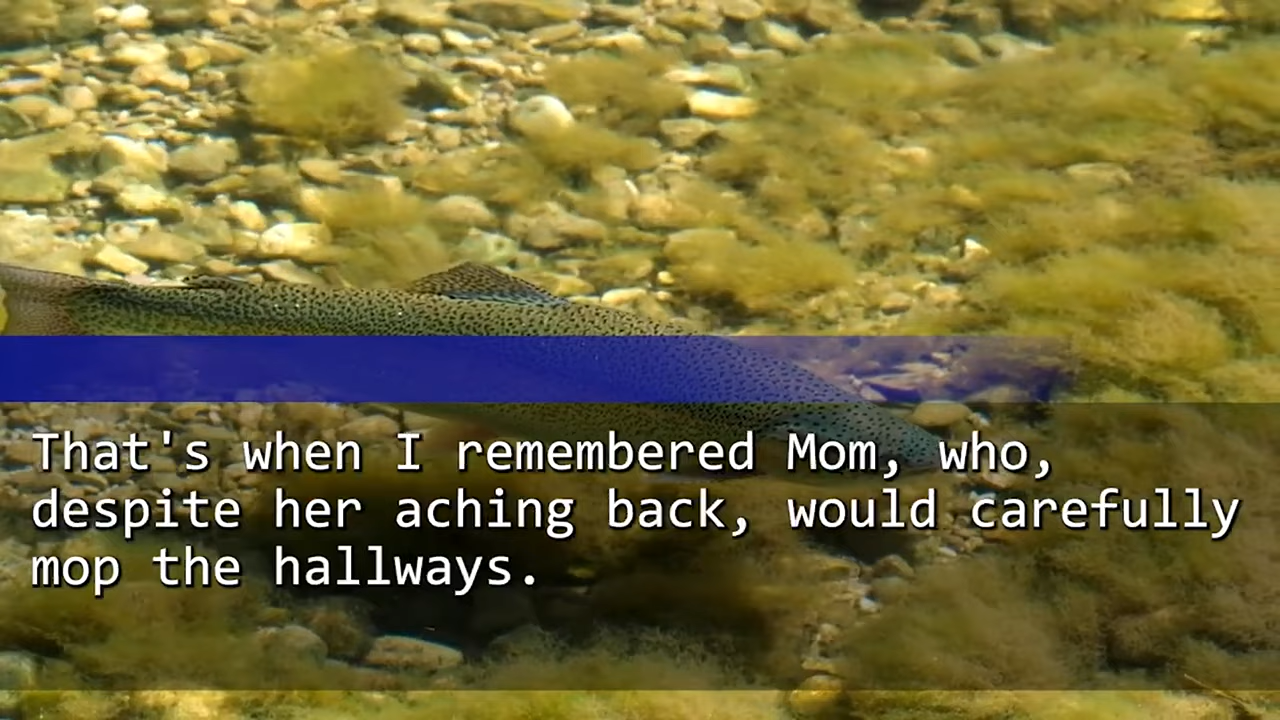 That's when I remembered Mom, who,
despite her aching back, would carefully
mop the hallways.